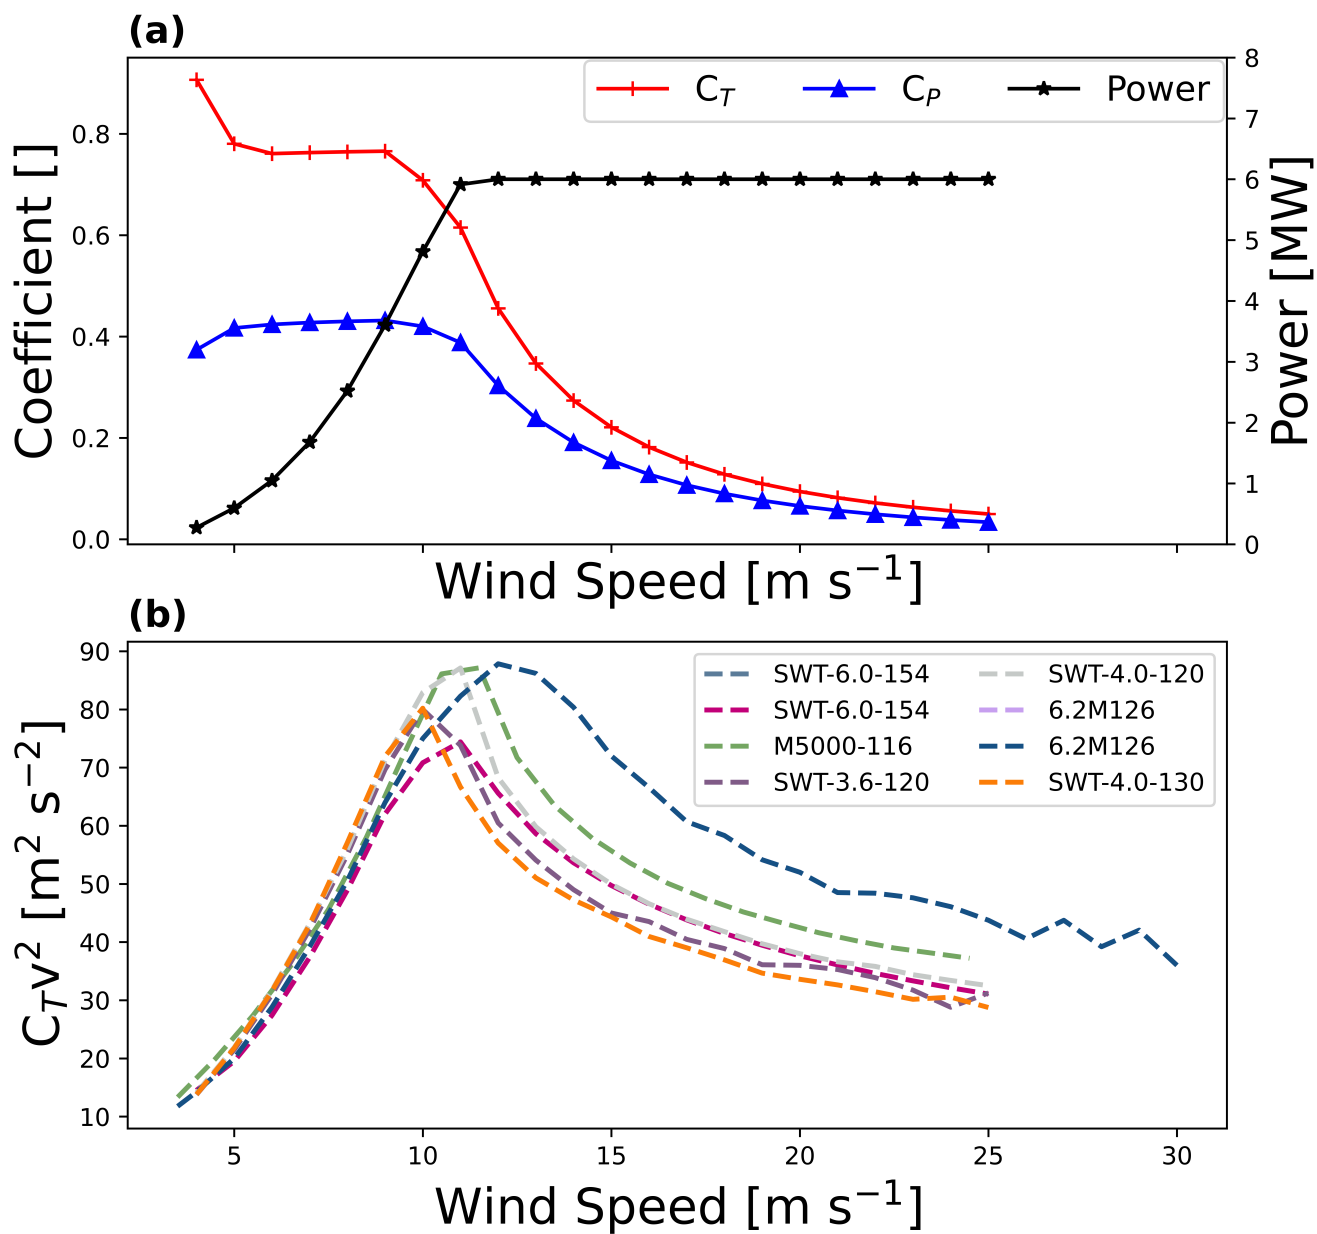 (a)
C_T C_P Power
Coefficient []
0.8
0.6
0.4
0.2
0.0
8
7
6
5
4
3
2
1
0
Power [MW]
Wind Speed [m s⁻¹]
(b)
C_Tv² [m² s⁻²]
90
80
70
60
50
40
30
20
10
SWT-6.0-154 SWT-4.0-120
SWT-6.0-154 6.2M126
M5000-116 6.2M126
SWT-3.6-120 SWT-4.0-130
5 10 15 20 25 30
Wind Speed [m s⁻¹]